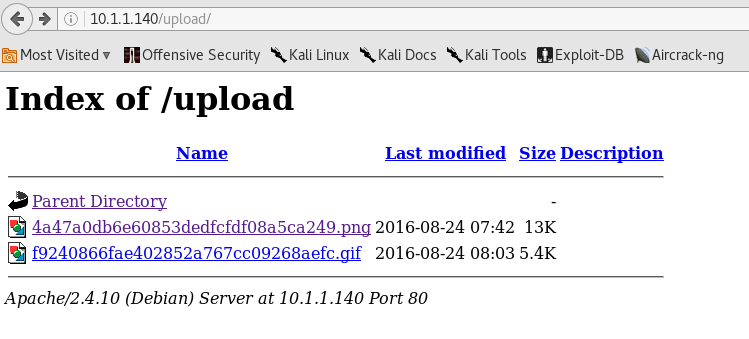 10.1.1.140/upload/
Most Visited Offensive Security Kali Linux Kali Docs Kali Tools Exploit-DB Aircrack-ng
Index of /upload
Name Last modified Size Description
Parent Directory -
4a47a0db6e60853dedfcfdf08a5ca249.png 2016-08-24 07:42 13K
f9240866fae402852a767cc09268aefc.gif 2016-08-24 08:03 5.4K
Apache/2.4.10 (Debian) Server at 10.1.1.140 Port 80